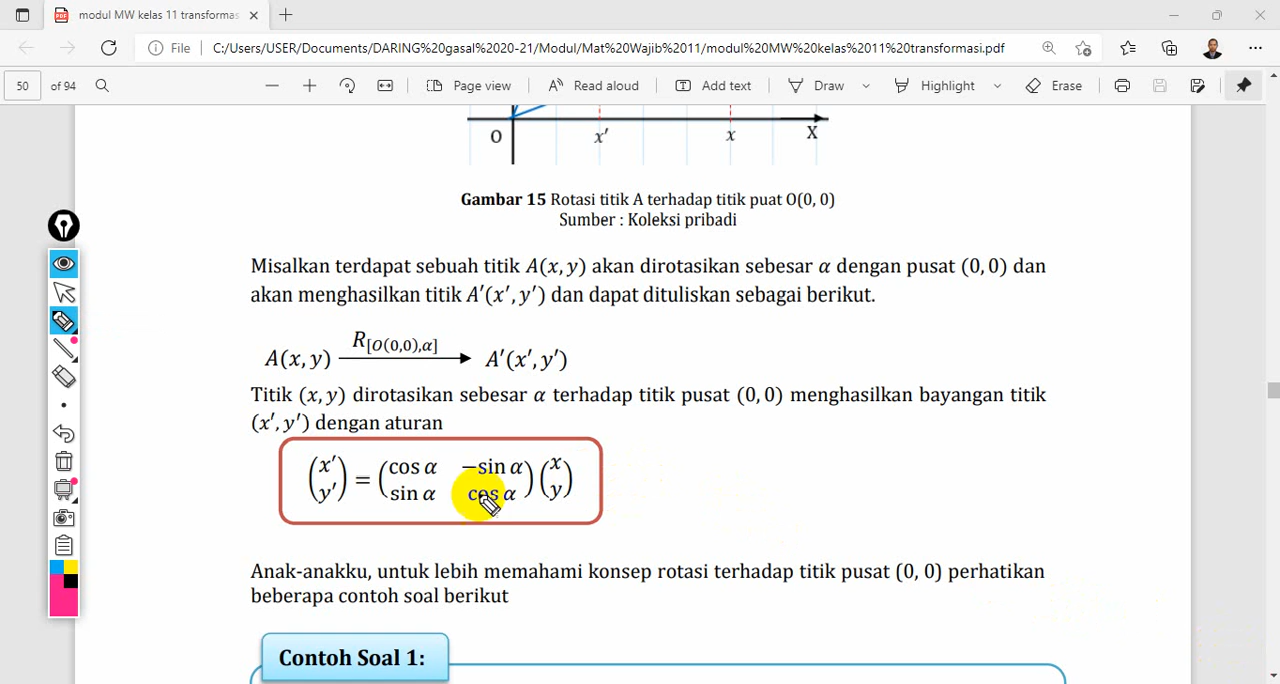 modul MW kelas 11 transformas
File C:/Users/USER/Documents/DARING%20gasal%202020-21/Modul/Mat%20Wajib%2011/modul%20MW%20kelas%2011%20transformasi.pdf
50 of 94 Page view Read aloud Add text Draw Highlight Erase
O x′ x X
Gambar 15 Rotasi titik A terhadap titik puat O(0, 0)
Sumber : Koleksi pribadi
Misalkan terdapat sebuah titik A(x, y) akan dirotasikan sebesar α dengan pusat (0, 0) dan
akan menghasilkan titik A′(x′, y′) dan dapat dituliskan sebagai berikut.
A(x, y) R[O(0,0),α] A′(x′, y′)
Titik (x, y) dirotasikan sebesar α terhadap titik pusat (0, 0) menghasilkan bayangan titik
(x′, y′) dengan aturan
(x′ y′) = (cos α −sin α sin α cos α) (x y)
Anak-anakku, untuk lebih memahami konsep rotasi terhadap titik pusat (0, 0) perhatikan
beberapa contoh soal berikut
Contoh Soal 1: